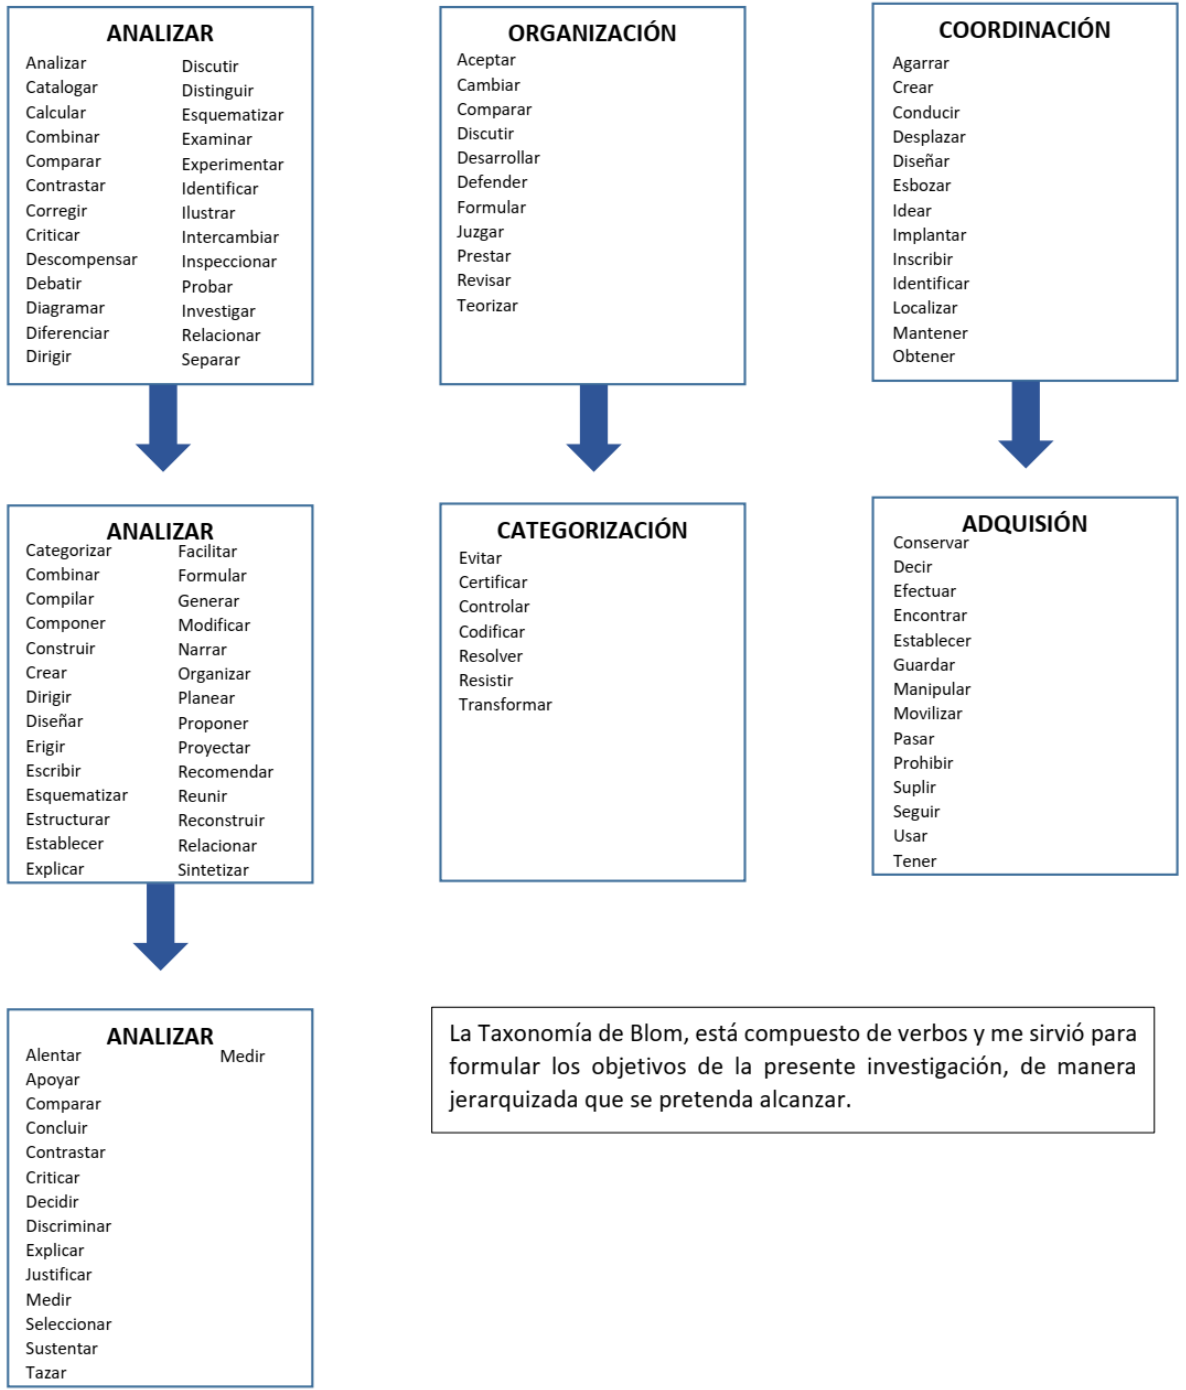 ANALIZAR
Analizar
Catalogar
Calcular
Combinar
Comparar
Contrastar
Corregir
Criticar
Descompensar
Debatir
Diagramar
Diferenciar
Dirigir
Discutir
Distinguir
Esquematizar
Examinar
Experimentar
Identificar
Ilustrar
Intercambiar
Inspeccionar
Probar
Investigar
Relacionar
Separar
ORGANIZACIÓN
Aceptar
Cambiar
Comparar
Discutir
Desarrollar
Defender
Formular
Juzgar
Prestar
Revisar
Teorizar
COORDINACIÓN
Agarrar
Crear
Conducir
Desplazar
Diseñar
Esbozar
Idear
Implantar
Inscribir
Identificar
Localizar
Mantener
Obtener
ANALIZAR
Categorizar
Combinar
Compilar
Componer
Construir
Crear
Dirigir
Diseñar
Erigir
Escribir
Esquematizar
Estructurar
Establecer
Explicar
Facilitar
Formular
Generar
Modificar
Narrar
Organizar
Planear
Proponer
Proyectar
Recomendar
Reunir
Reconstruir
Relacionar
Sintetizar
CATEGORIZACIÓN
Evitar
Certificar
Controlar
Codificar
Resolver
Resistir
Transformar
ADQUISIÓN
Conservar
Decir
Efectuar
Encontrar
Establecer
Guardar
Manipular
Movilizar
Pasar
Prohibir
Suplir
Seguir
Usar
Tener
ANALIZAR
Alentar
Apoyar
Comparar
Concluir
Contrastar
Criticar
Decidir
Discriminar
Explicar
Justificar
Medir
Seleccionar
Sustentar
Tazar
Medir
La Taxonomía de Blom, está compuesto de verbos y me sirvió para
formular los objetivos de la presente investigación, de manera
jerarquizada que se pretenda alcanzar.